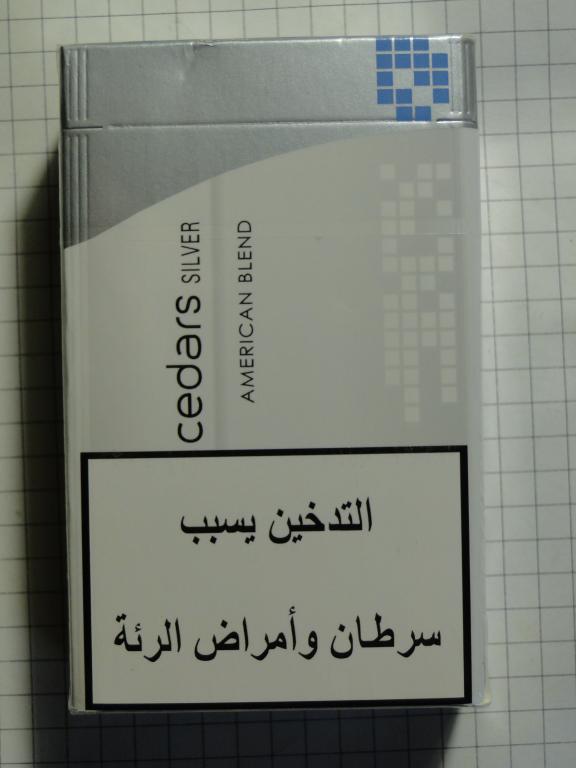 cedars SILVER
AMERICAN BLEND
التدخين يسبب
سرطان وأمراض الرئة